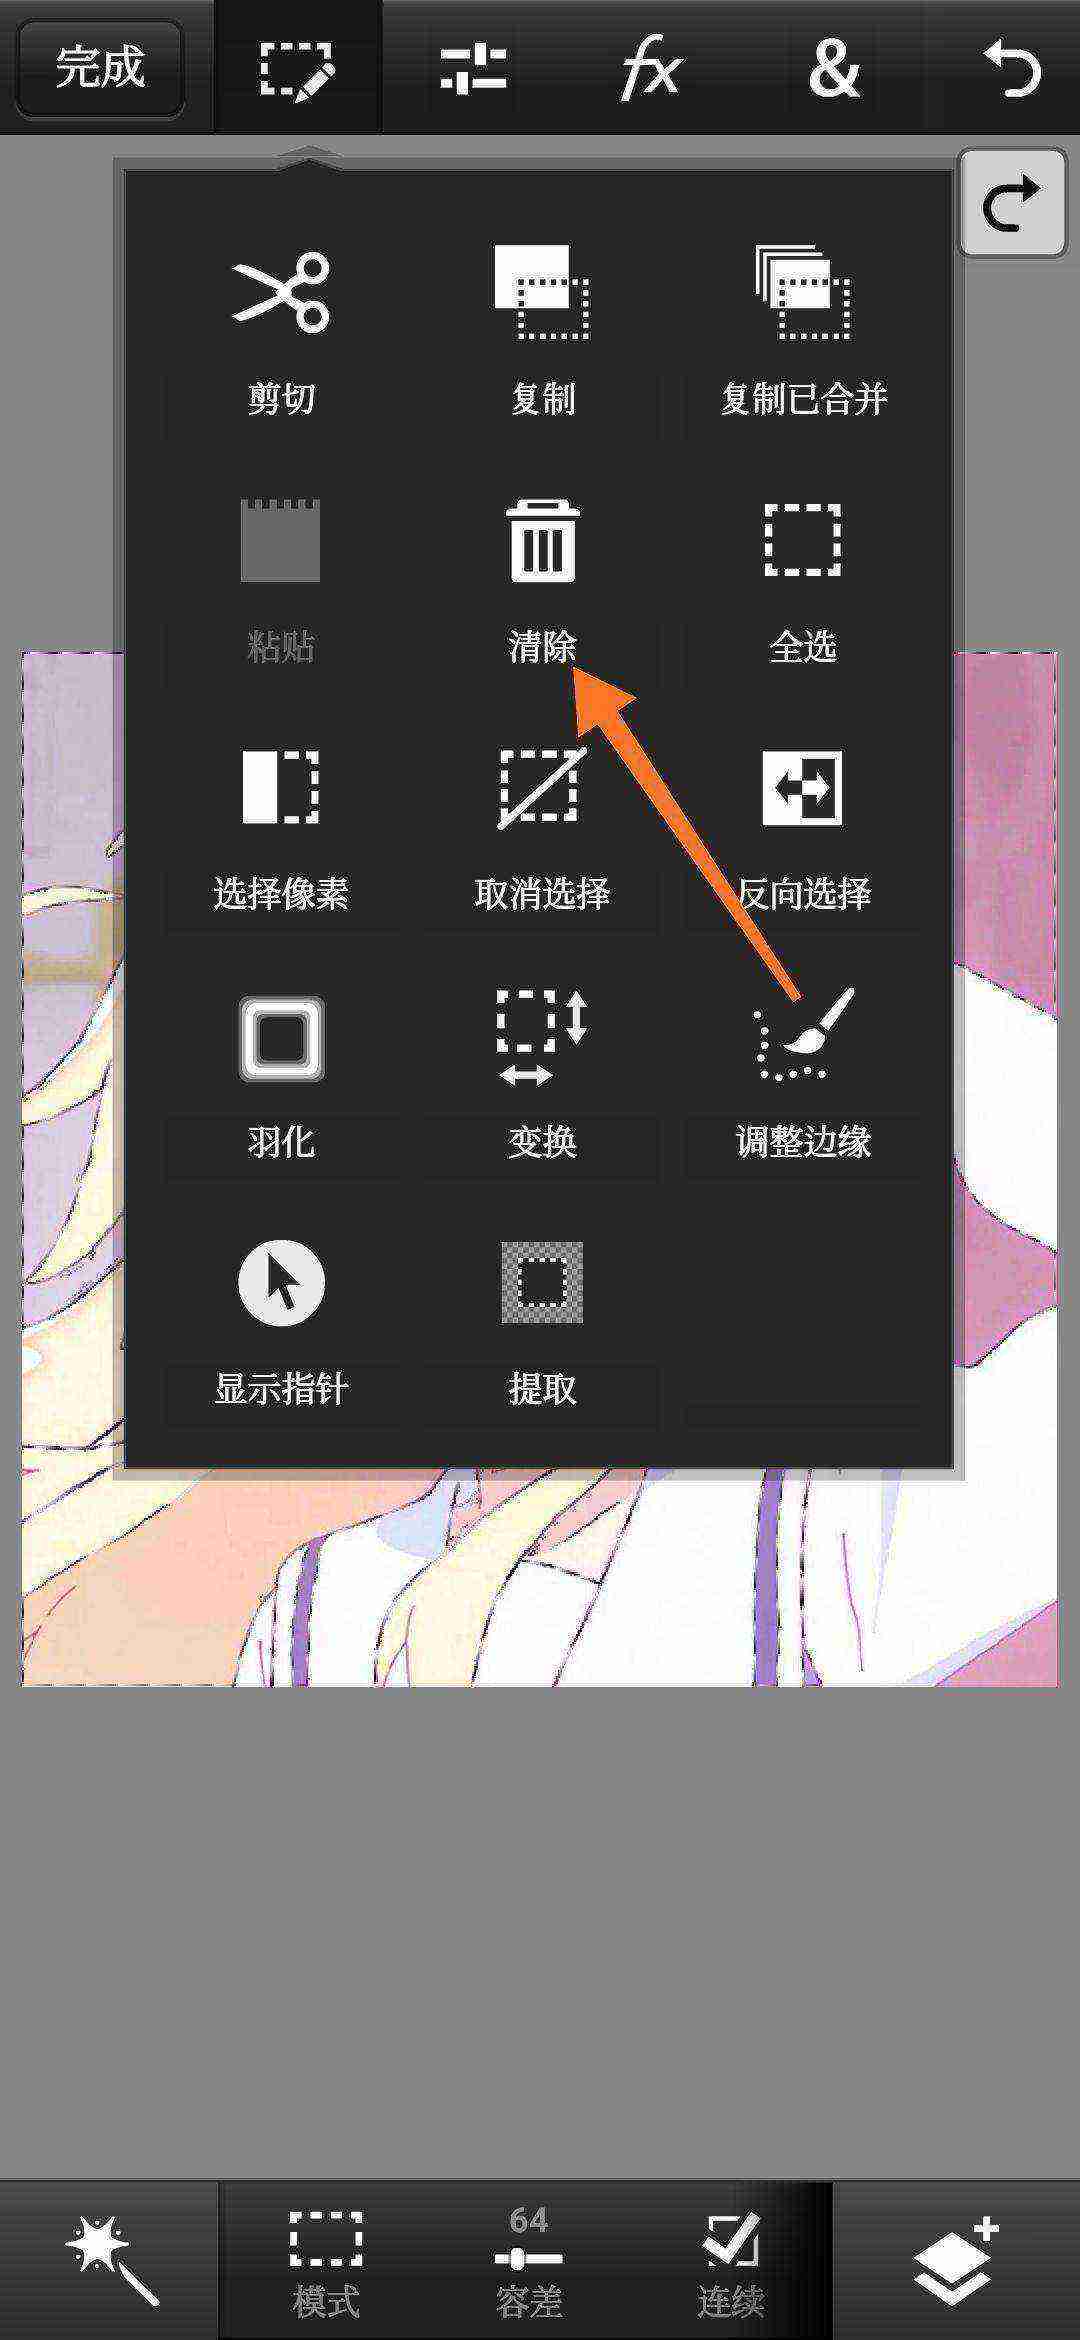 完成
fx
&
剪切
复制
复制已合并
粘贴
清除
全选
选择像素
取消选择
反向选择
羽化
变换
调整边缘
显示指针
提取
64
模式
容差
连续